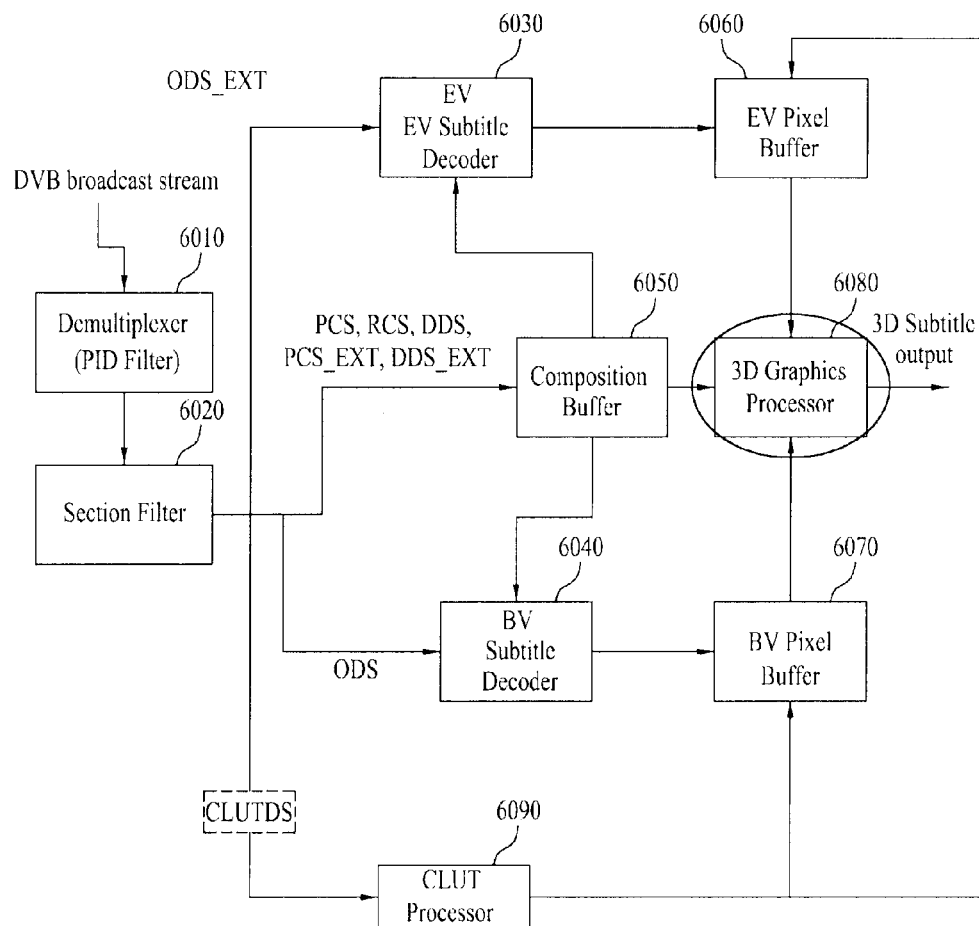 6030
6060
ODS_EXT
EV
EV Subtitle
Decoder
EV Pixel
Buffer
DVB broadcast stream
6010
6050
6080
Demultiplexer
(PID Filter)
PCS, RCS, DDS,
PCS_EXT, DDS_EXT
Composition
Buffer
3D Graphics
Processor
3D Subtitle
output
6020
Section Filter
6040
6070
BV
Subtitle
Decoder
BV Pixel
Buffer
ODS
CLUTDS
6090
CLUT
Processor